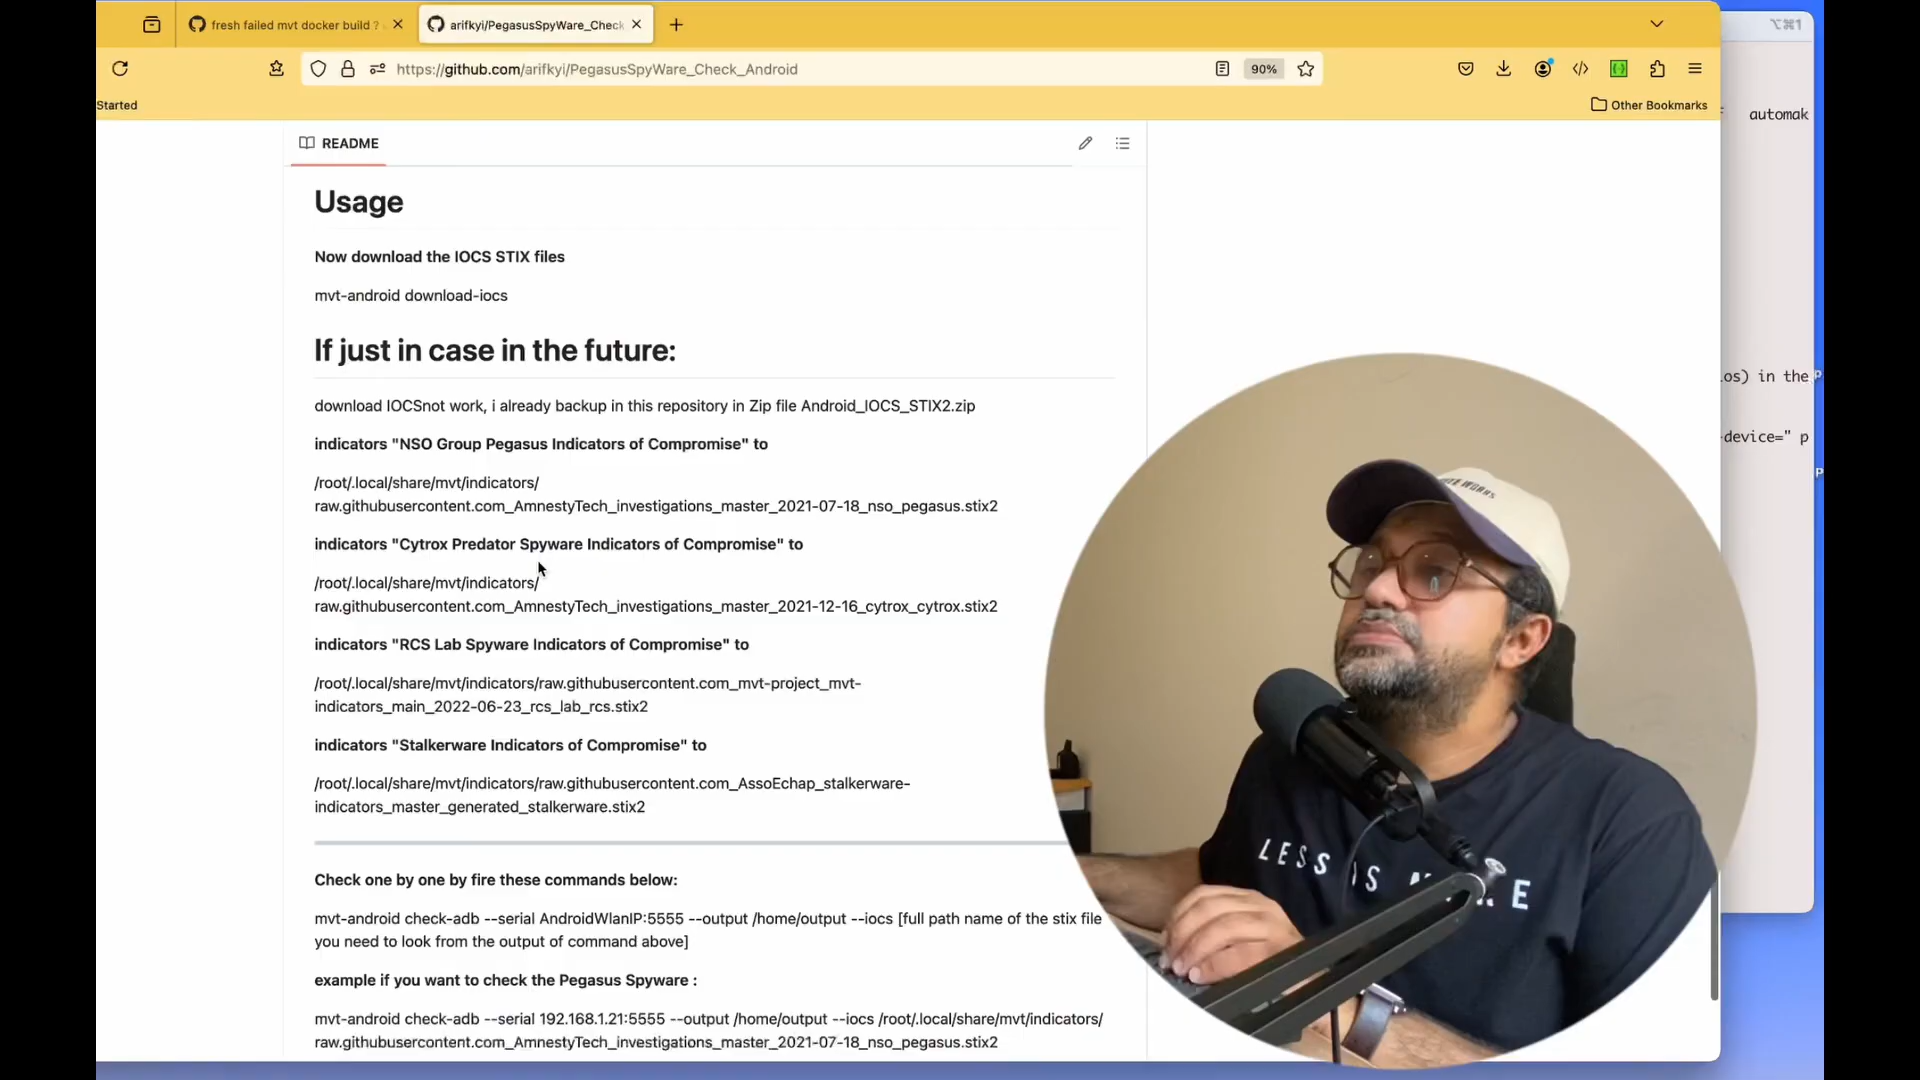 fresh failed mvt docker build ?
arifkyi/PegasusSpyWare_Check
⌥⌘1
https://github.com/arifkyi/PegasusSpyWare_Check_Android
90%
Started
Other Bookmarks
automak
README
Usage
Now download the IOCS STIX files
mvt-android download-iocs
If just in case in the future:
download IOCSnot work, i already backup in this repository in Zip file Android_IOCS_STIX2.zip
indicators "NSO Group Pegasus Indicators of Compromise" to
/root/.local/share/mvt/indicators/
raw.githubusercontent.com_AmnestyTech_investigations_master_2021-07-18_nso_pegasus.stix2
indicators "Cytrox Predator Spyware Indicators of Compromise" to
/root/.local/share/mvt/indicators/
raw.githubusercontent.com_AmnestyTech_investigations_master_2021-12-16_cytrox_cytrox.stix2
indicators "RCS Lab Spyware Indicators of Compromise" to
/root/.local/share/mvt/indicators/raw.githubusercontent.com_mvt-project_mvt-
indicators_main_2022-06-23_rcs_lab_rcs.stix2
indicators "Stalkerware Indicators of Compromise" to
/root/.local/share/mvt/indicators/raw.githubusercontent.com_AssoEchap_stalkerware-
indicators_master_generated_stalkerware.stix2
Check one by one by fire these commands below:
mvt-android check-adb --serial AndroidWlanIP:5555 --output /home/output --iocs [full path name of the stix file
you need to look from the output of command above]
example if you want to check the Pegasus Spyware :
mvt-android check-adb --serial 192.168.1.21:5555 --output /home/output --iocs /root/.local/share/mvt/indicators/
raw.githubusercontent.com_AmnestyTech_investigations_master_2021-07-18_nso_pegasus.stix2
os) in the
-device=" p
LESS IS M RE